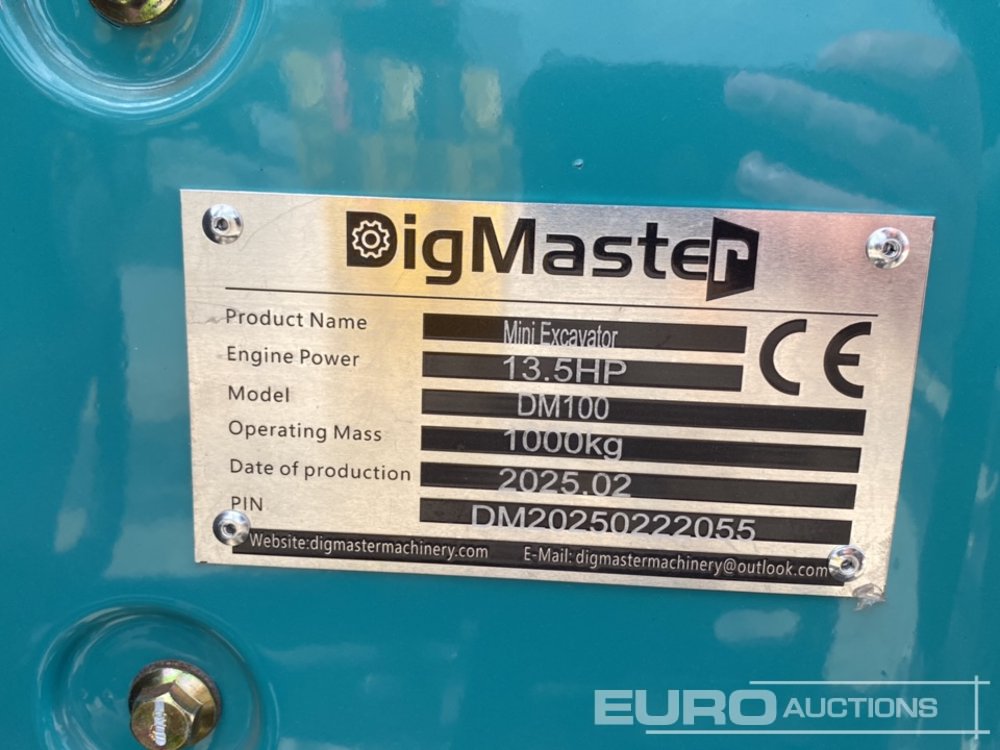 DigMaster
Product Name Mini Excavator
Engine Power 13.5HP
CE
Model DM100
Operating Mass 1000kg
Date of production 2025.02
PIN DM20250222055
Website:digmastermachinery.com E-Mail: digmastermachinery@outlook.com
EURO AUCTIONS